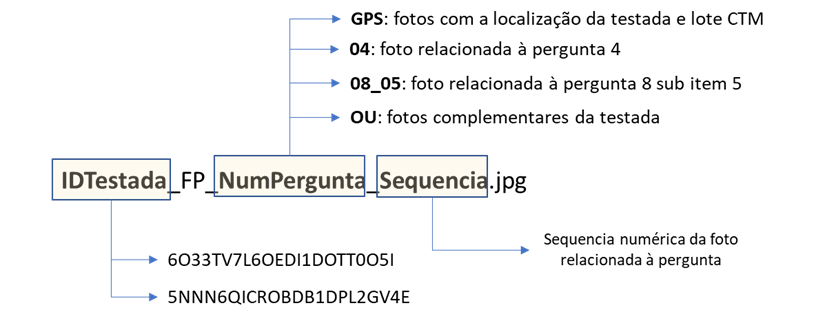 GPS: fotos com a localização da testada e lote CTM
04: foto relacionada à pergunta 4
08_05: foto relacionada à pergunta 8 sub item 5
OU: fotos complementares da testada
IDTestada_FP_NumPergunta_Sequencia.jpg
Sequencia numérica da foto
relacionada à pergunta
6O33TV7L6OEDI1DOTT0O5I
5NNN6QICROBDB1DPL2GV4E